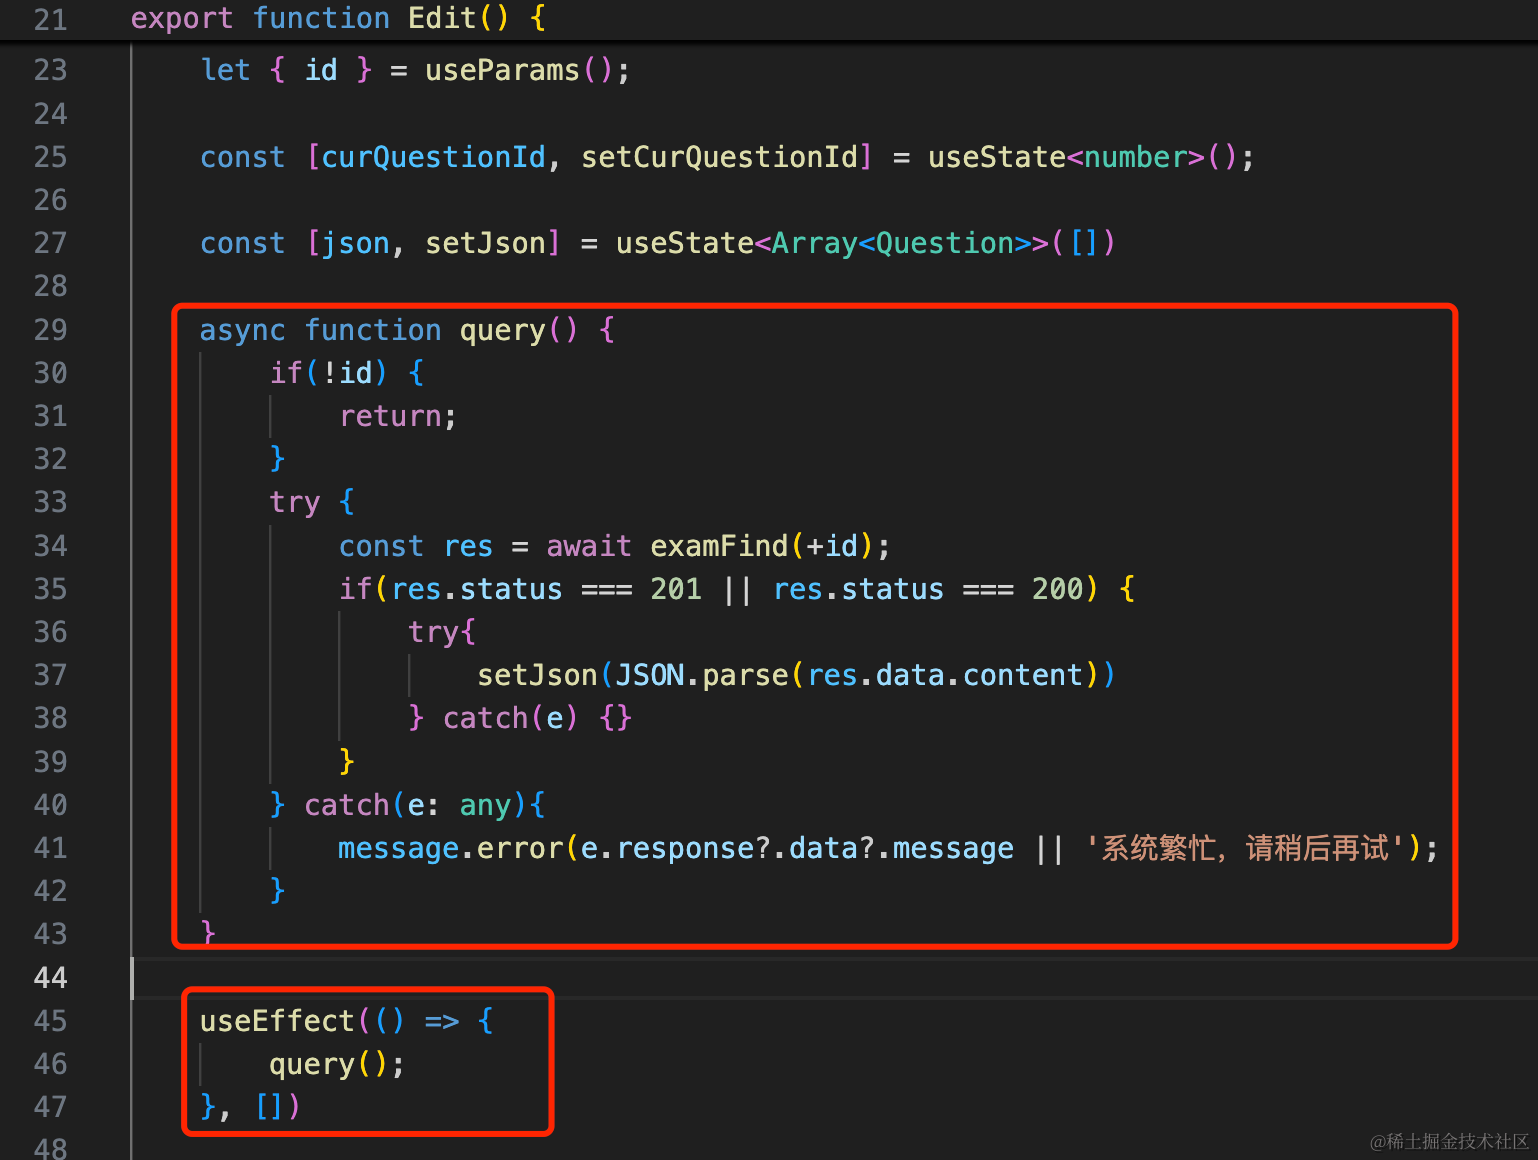 21 export function Edit() {
23 let { id } = useParams();
24
25 const [curQuestionId, setCurQuestionId] = useState<number>();
26
27 const [json, setJson] = useState<Array<Question>>([])
28
29 async function query() {
30 if(!id) {
31 return;
32 }
33 try {
34 const res = await examFind(+id);
35 if(res.status === 201 || res.status === 200) {
36 try{
37 setJson(JSON.parse(res.data.content))
38 } catch(e) {}
39 }
40 } catch(e: any){
41 message.error(e.response?.data?.message || '系统繁忙，请稍后再试');
42 }
43 }
44
45 useEffect(() => {
46 query();
47 }, [])
48
@稀土掘金技术社区